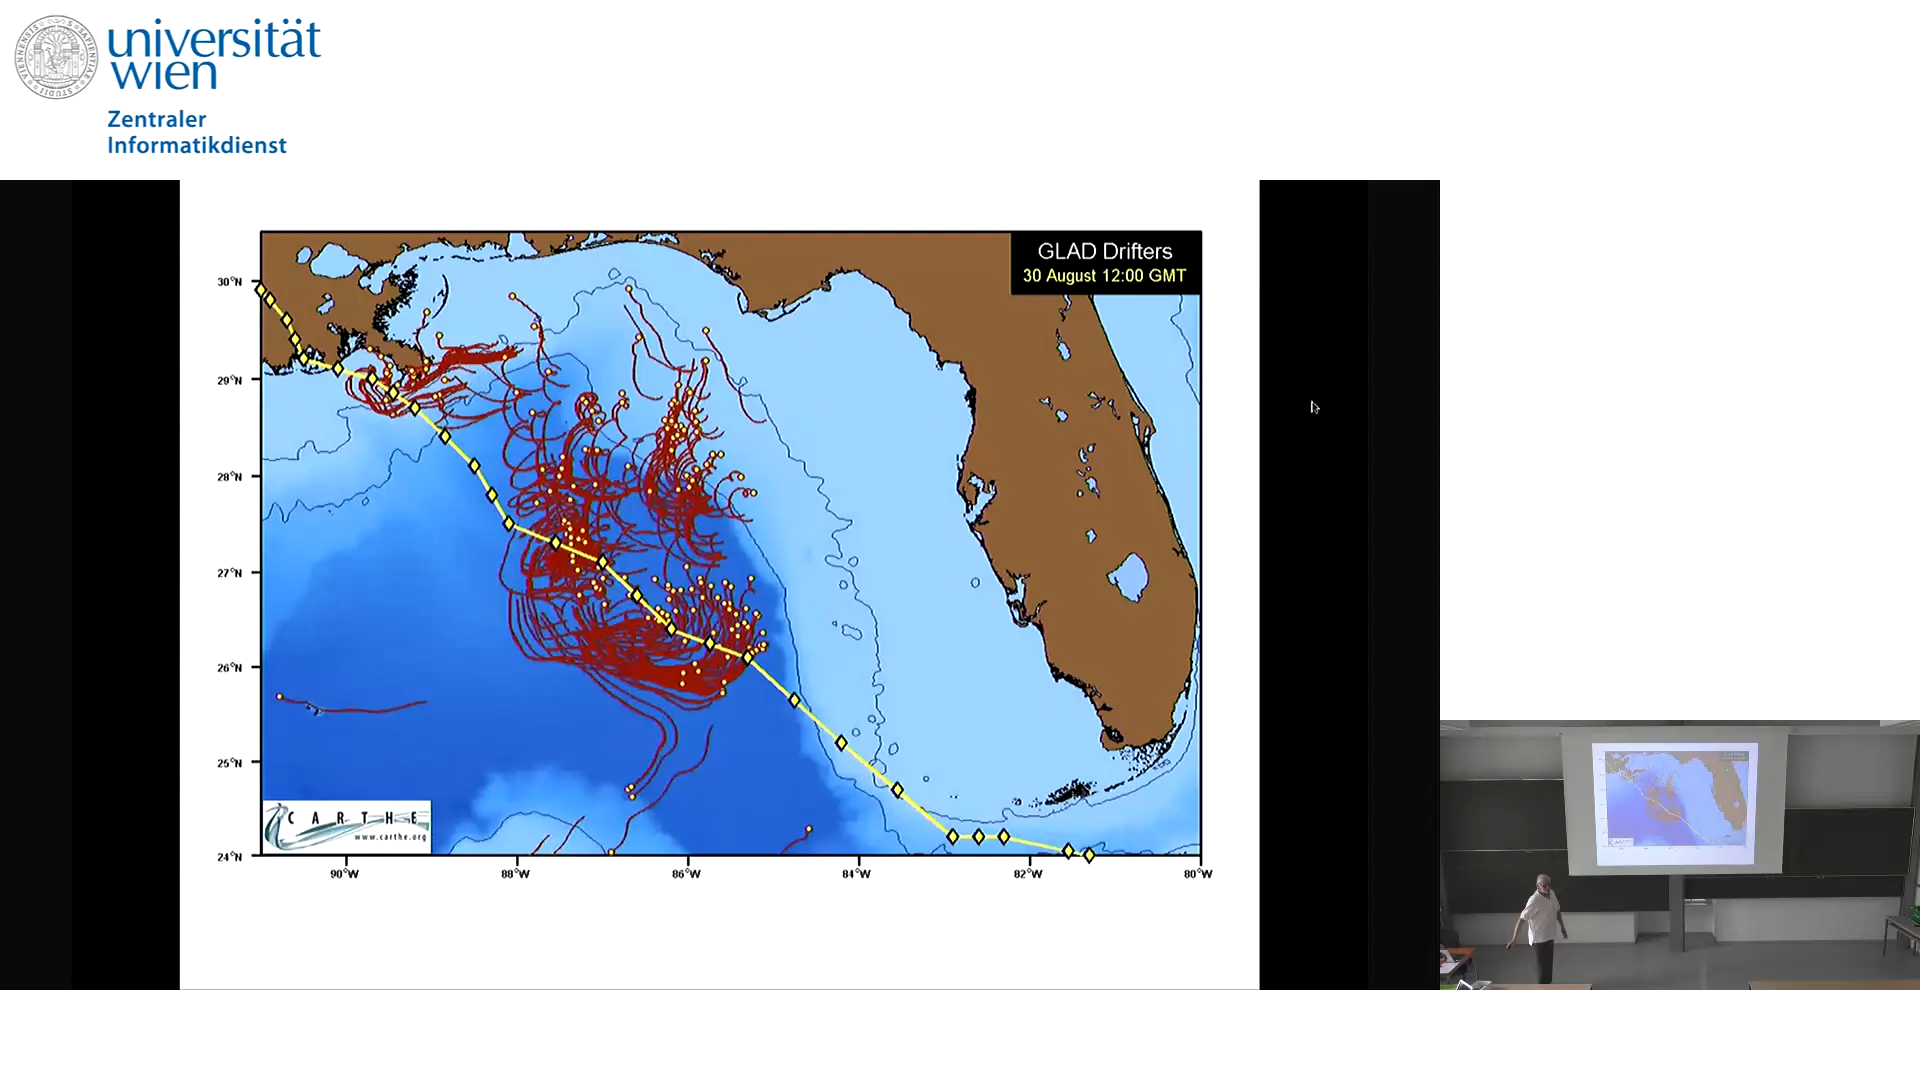 universität
wien
Zentraler
Informatikdienst
GLAD Drifters
30 August 12:00 GMT
30°N
29°N
28°N
27°N
26°N
25°N
24°N
CARTHE
www.carthe.org
90°W
88°W
86°W
84°W
82°W
80°W